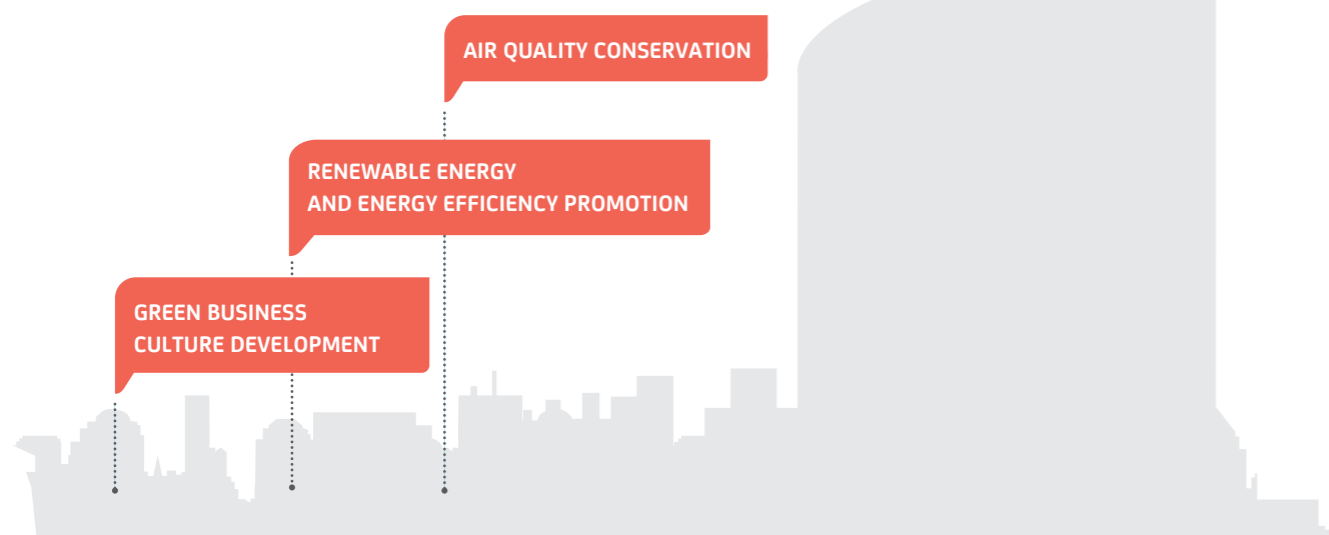 AIR QUALITY CONSERVATION
RENEWABLE ENERGY
AND ENERGY EFFICIENCY PROMOTION
GREEN BUSINESS
CULTURE DEVELOPMENT